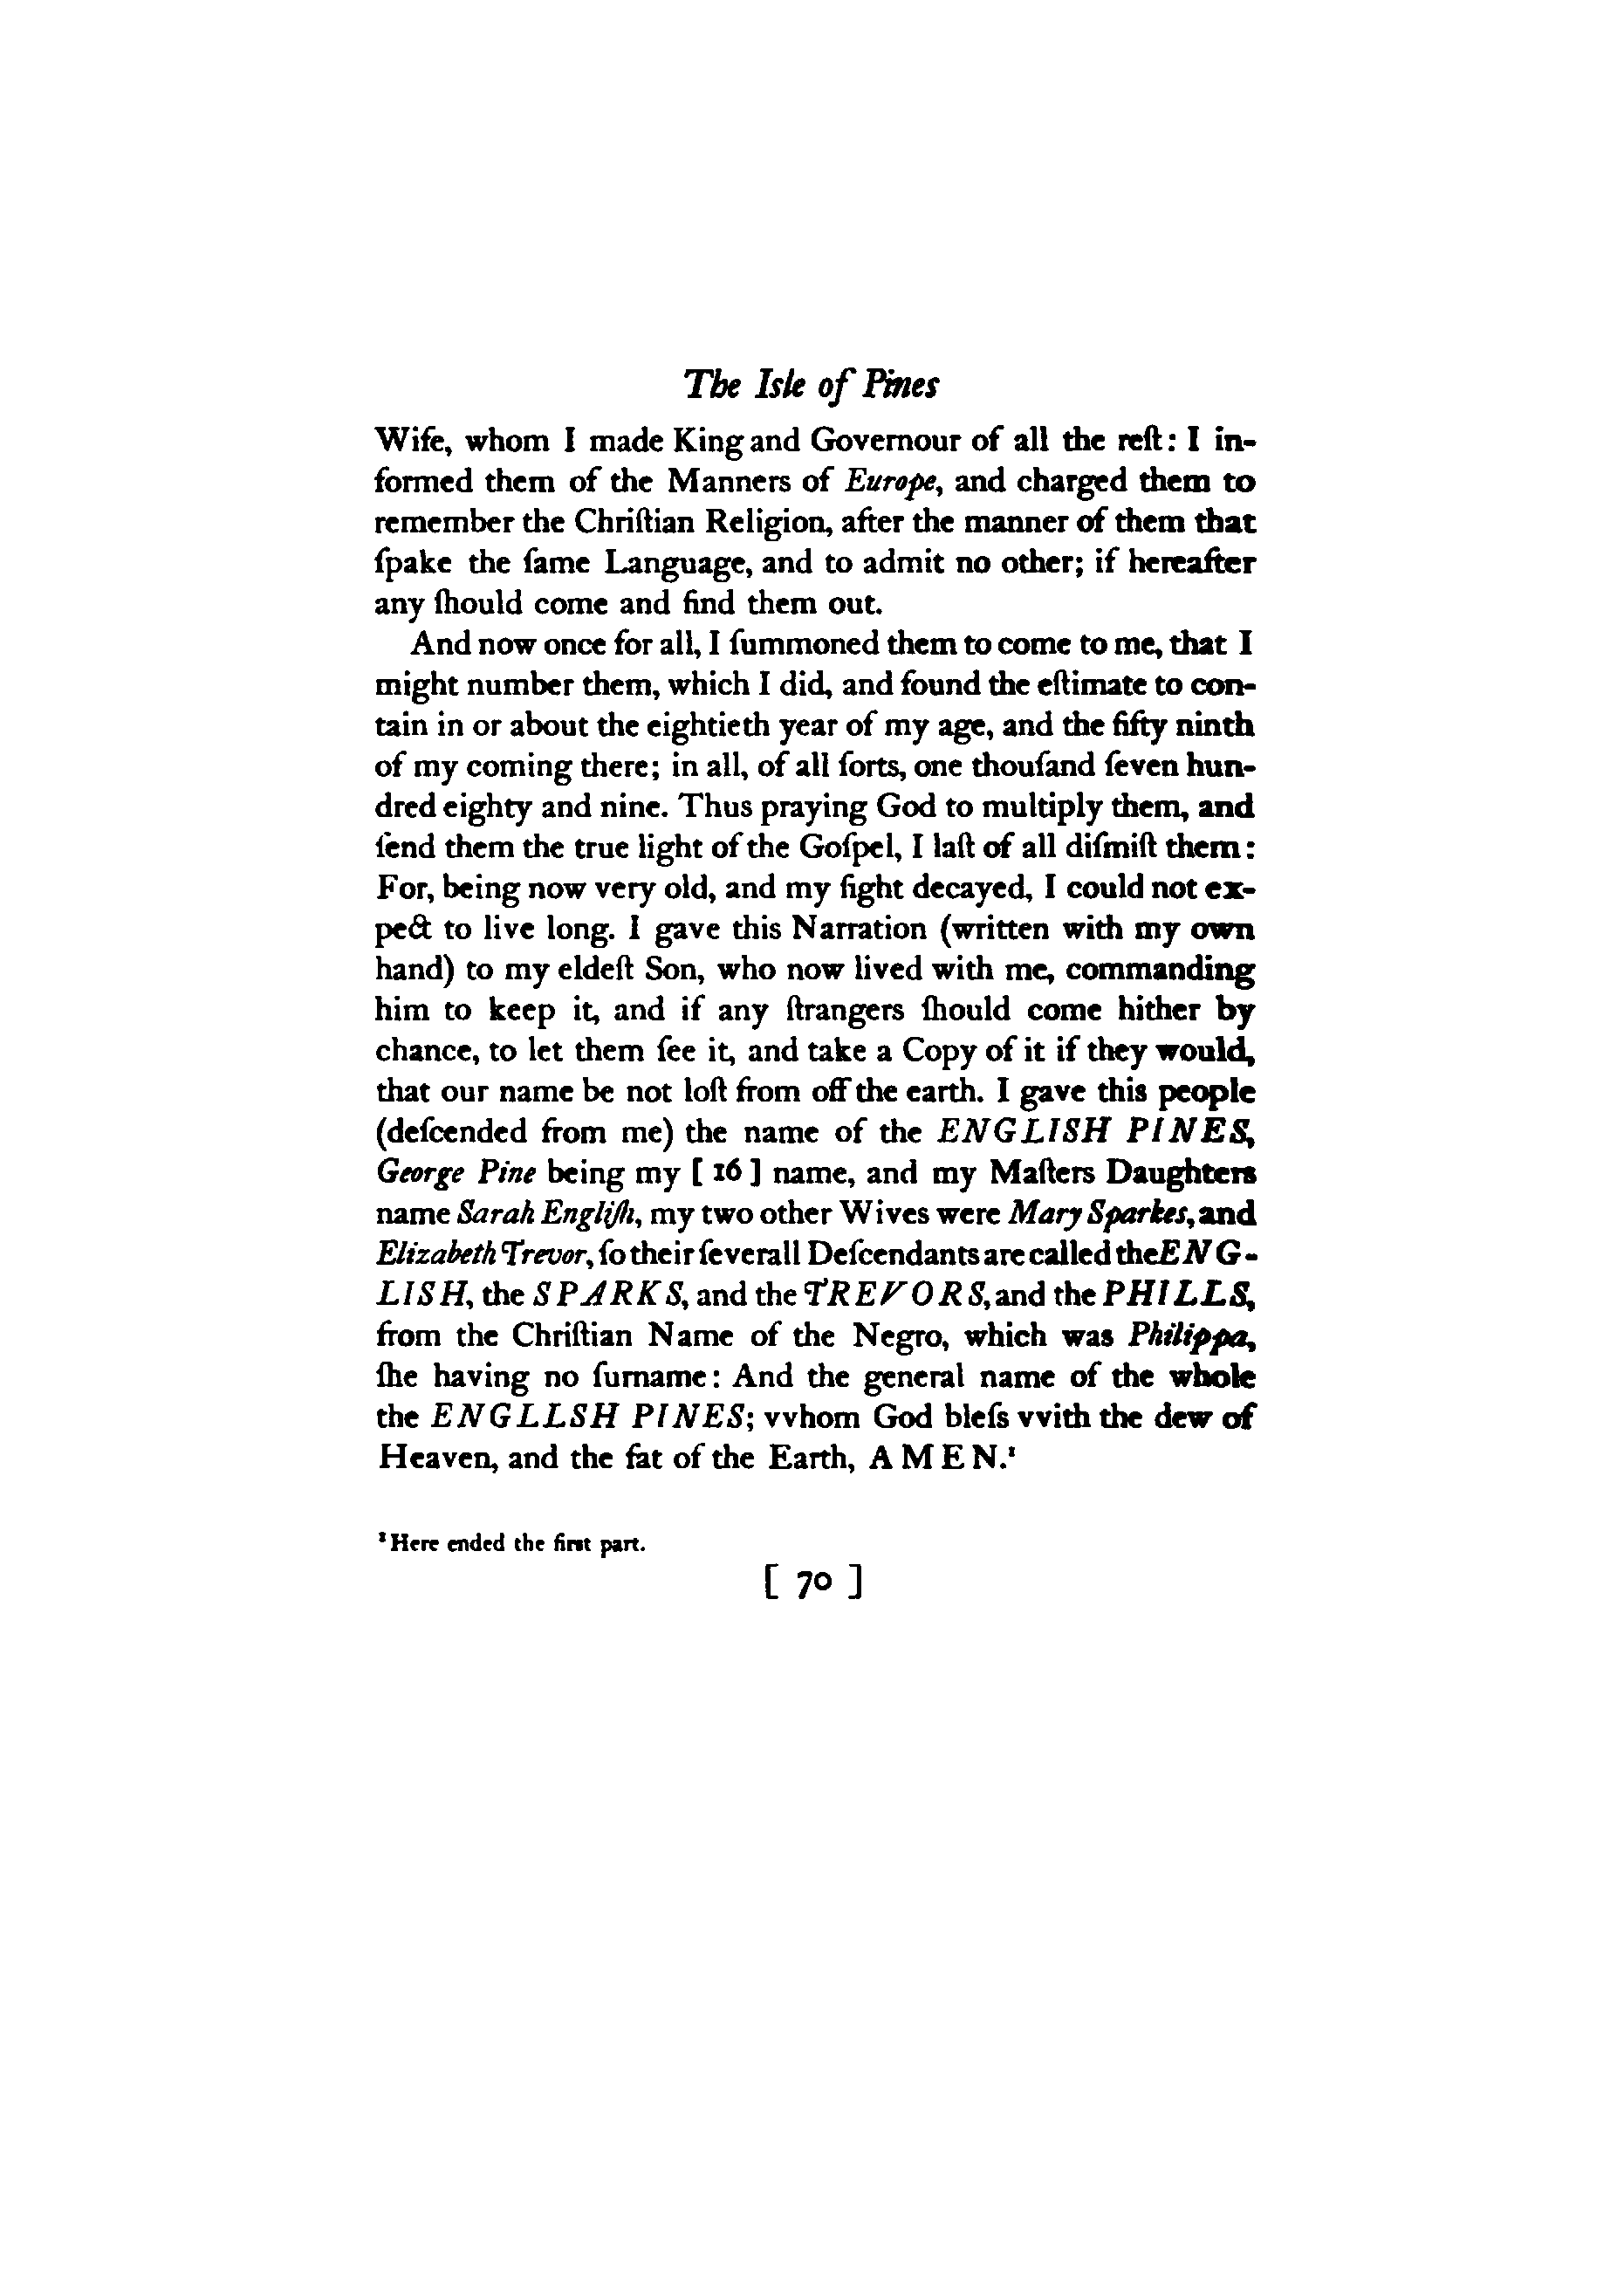 The Isle of Pines
Wife, whom I made King and Governour of all the reſt: I in-
formed them of the Manners of Europe, and charged them to
remember the Chriſtian Religion, after the manner of them that
ſpake the ſame Language, and to admit no other; if hereafter
any ſhould come and find them out.
And now once for all, I ſummoned them to come to me, that I
might number them, which I did, and found the eſtimate to con-
tain in or about the eightieth year of my age, and the fifty ninth
of my coming there; in all, of all ſorts, one thouſand ſeven hun-
dred eighty and nine. Thus praying God to multiply them, and
ſend them the true light of the Goſpel, I laſt of all diſmiſt them:
For, being now very old, and my ſight decayed, I could not ex-
pect to live long. I gave this Narration (written with my own
hand) to my eldeſt Son, who now lived with me, commanding
him to keep it, and if any ſtrangers ſhould come hither by
chance, to let them ſee it, and take a Copy of it if they would,
that our name be not loſt from off the earth. I gave this people
(deſcended from me) the name of the ENGLISH PINES,
George Pine being my [ 16 ] name, and my Maſters Daughters
name Sarah Engliſh, my two other Wives were Mary Sparkes, and
Elizabeth Trevor, ſo their ſeverall Deſcendants are called the ENG-
LISH, the SPARKS, and the TREVORS, and the PHILLS,
from the Chriſtian Name of the Negro, which was Philippa,
ſhe having no ſurname: And the general name of the whole
the ENGLLSH PINES; vvhom God bleſs vvith the dew of
Heaven, and the fat of the Earth, AMEN.¹
¹ Here ended the first part.
[ 70 ]